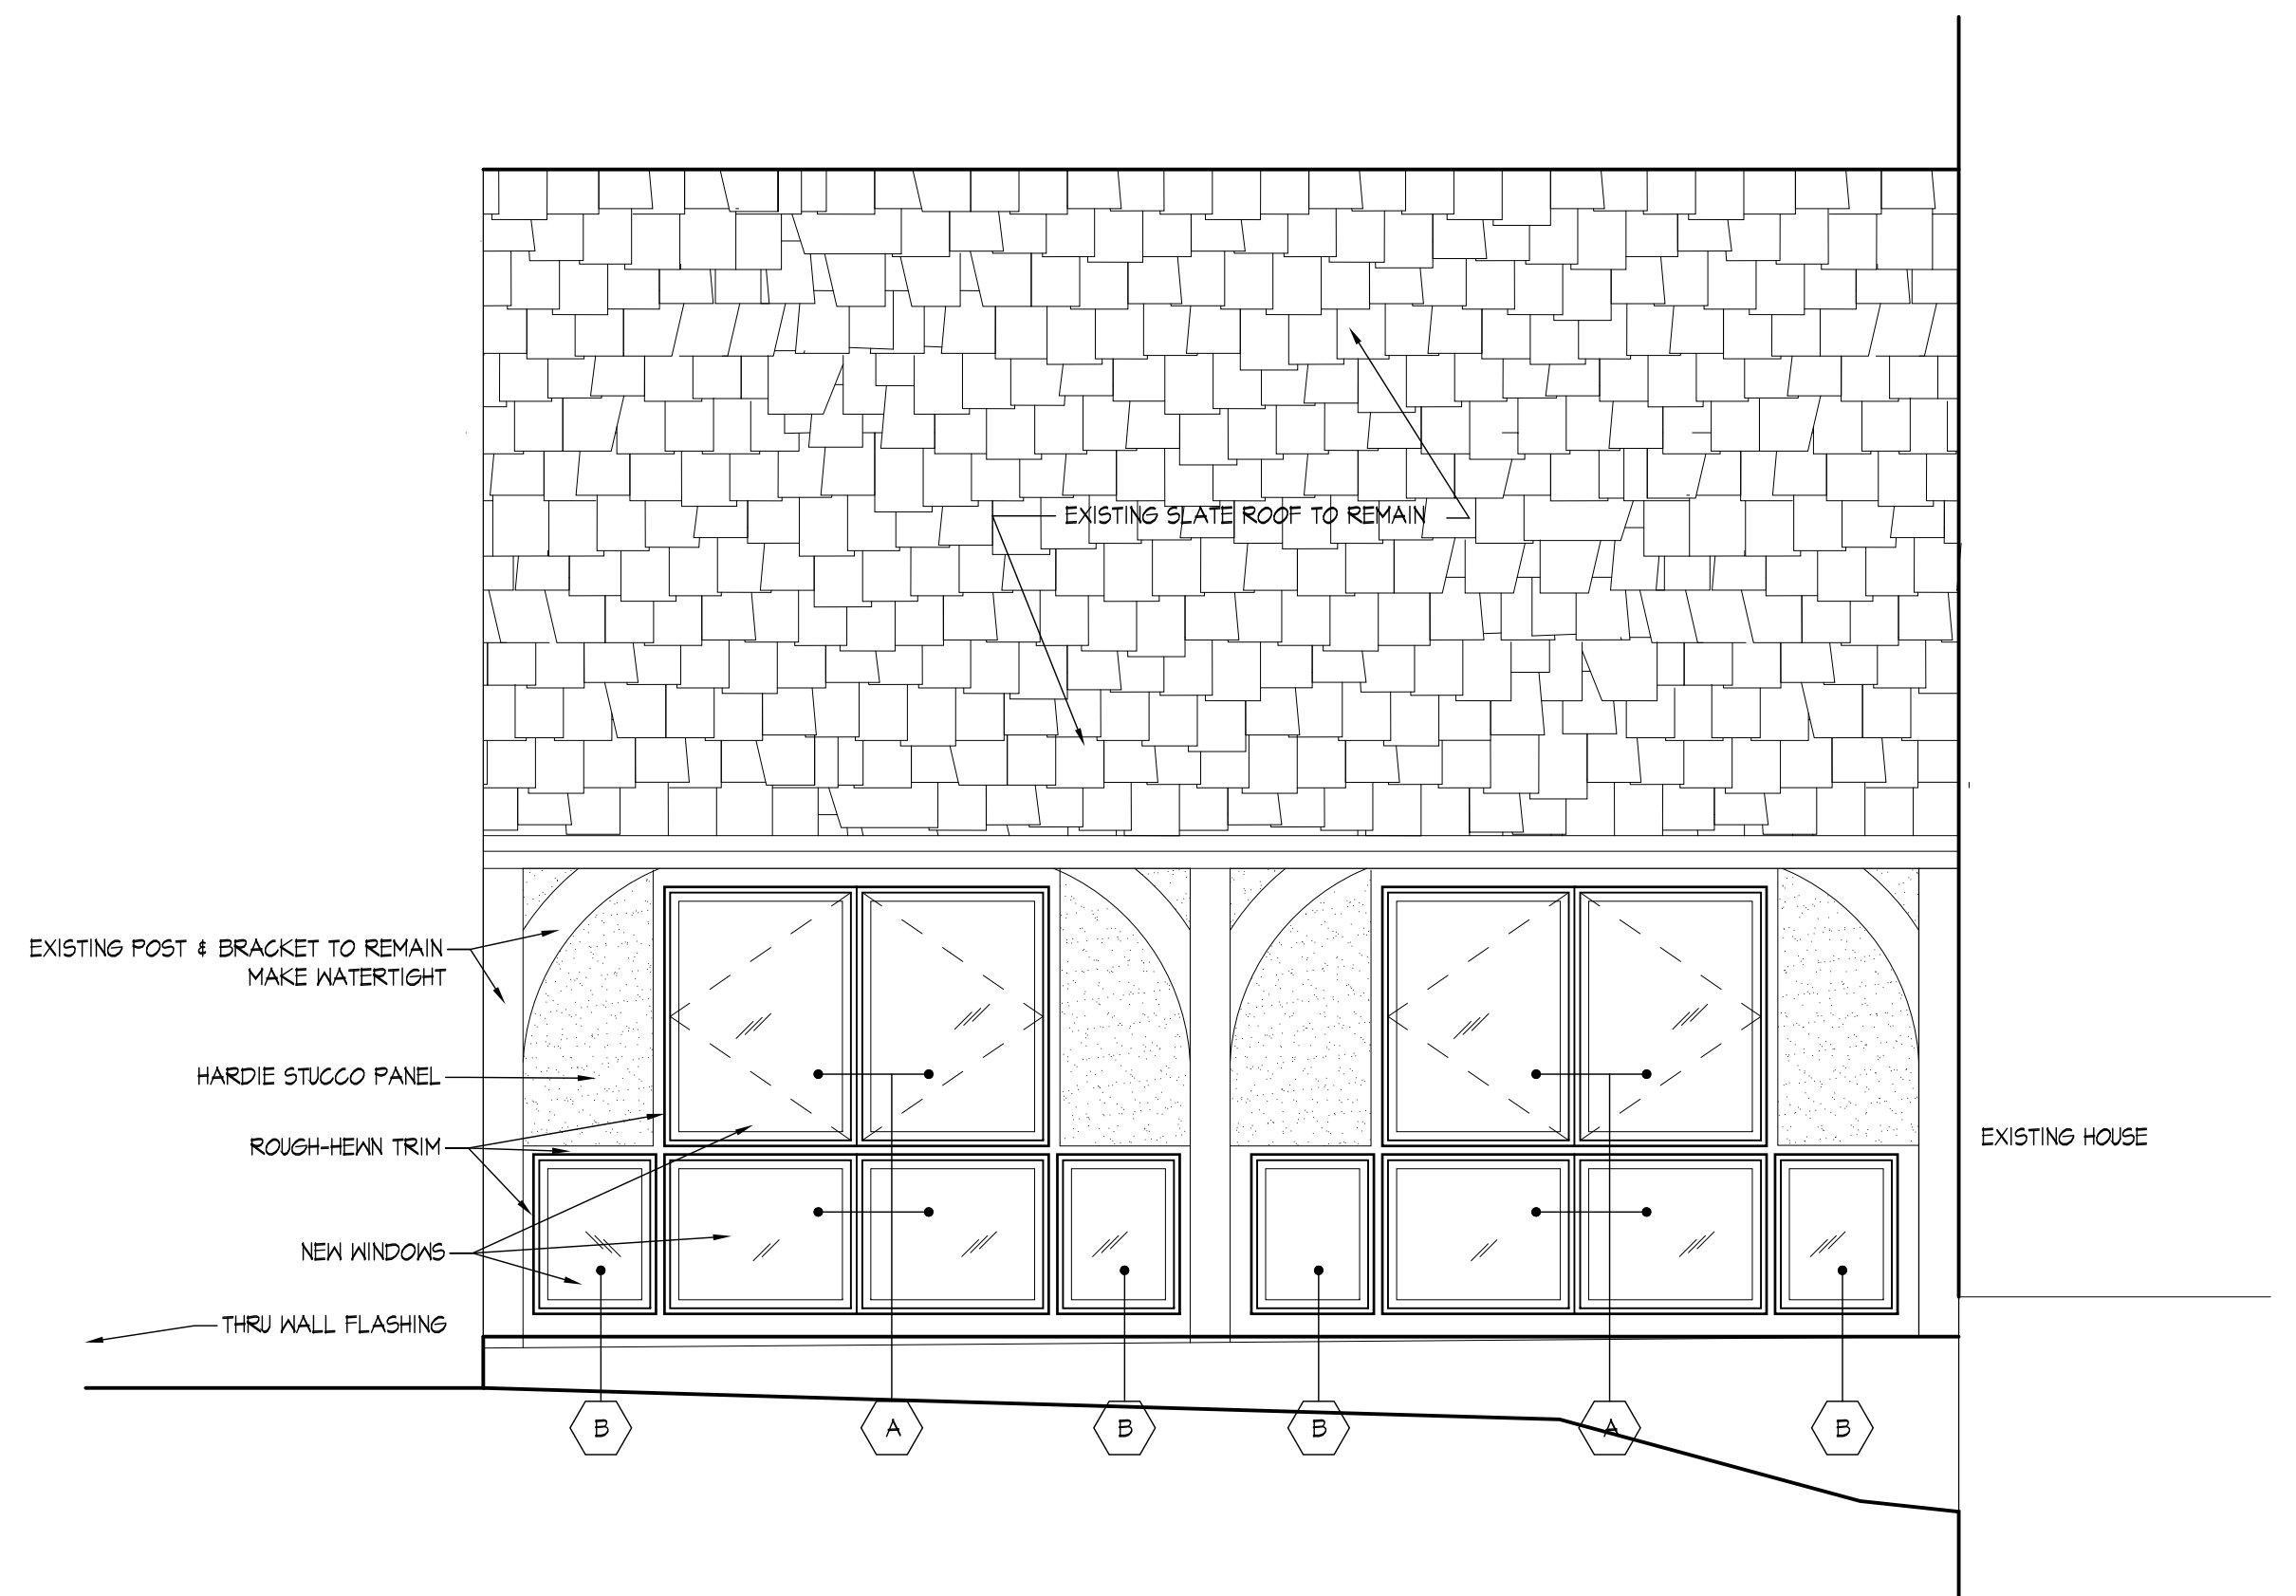 EXISTING SLATE ROOF TO REMAIN
EXISTING POST & BRACKET TO REMAIN
MAKE WATERTIGHT
HARDIE STUCCO PANEL
ROUGH-HEWN TRIM
EXISTING HOUSE
NEW WINDOWS
THRU WALL FLASHING
B A B B A B